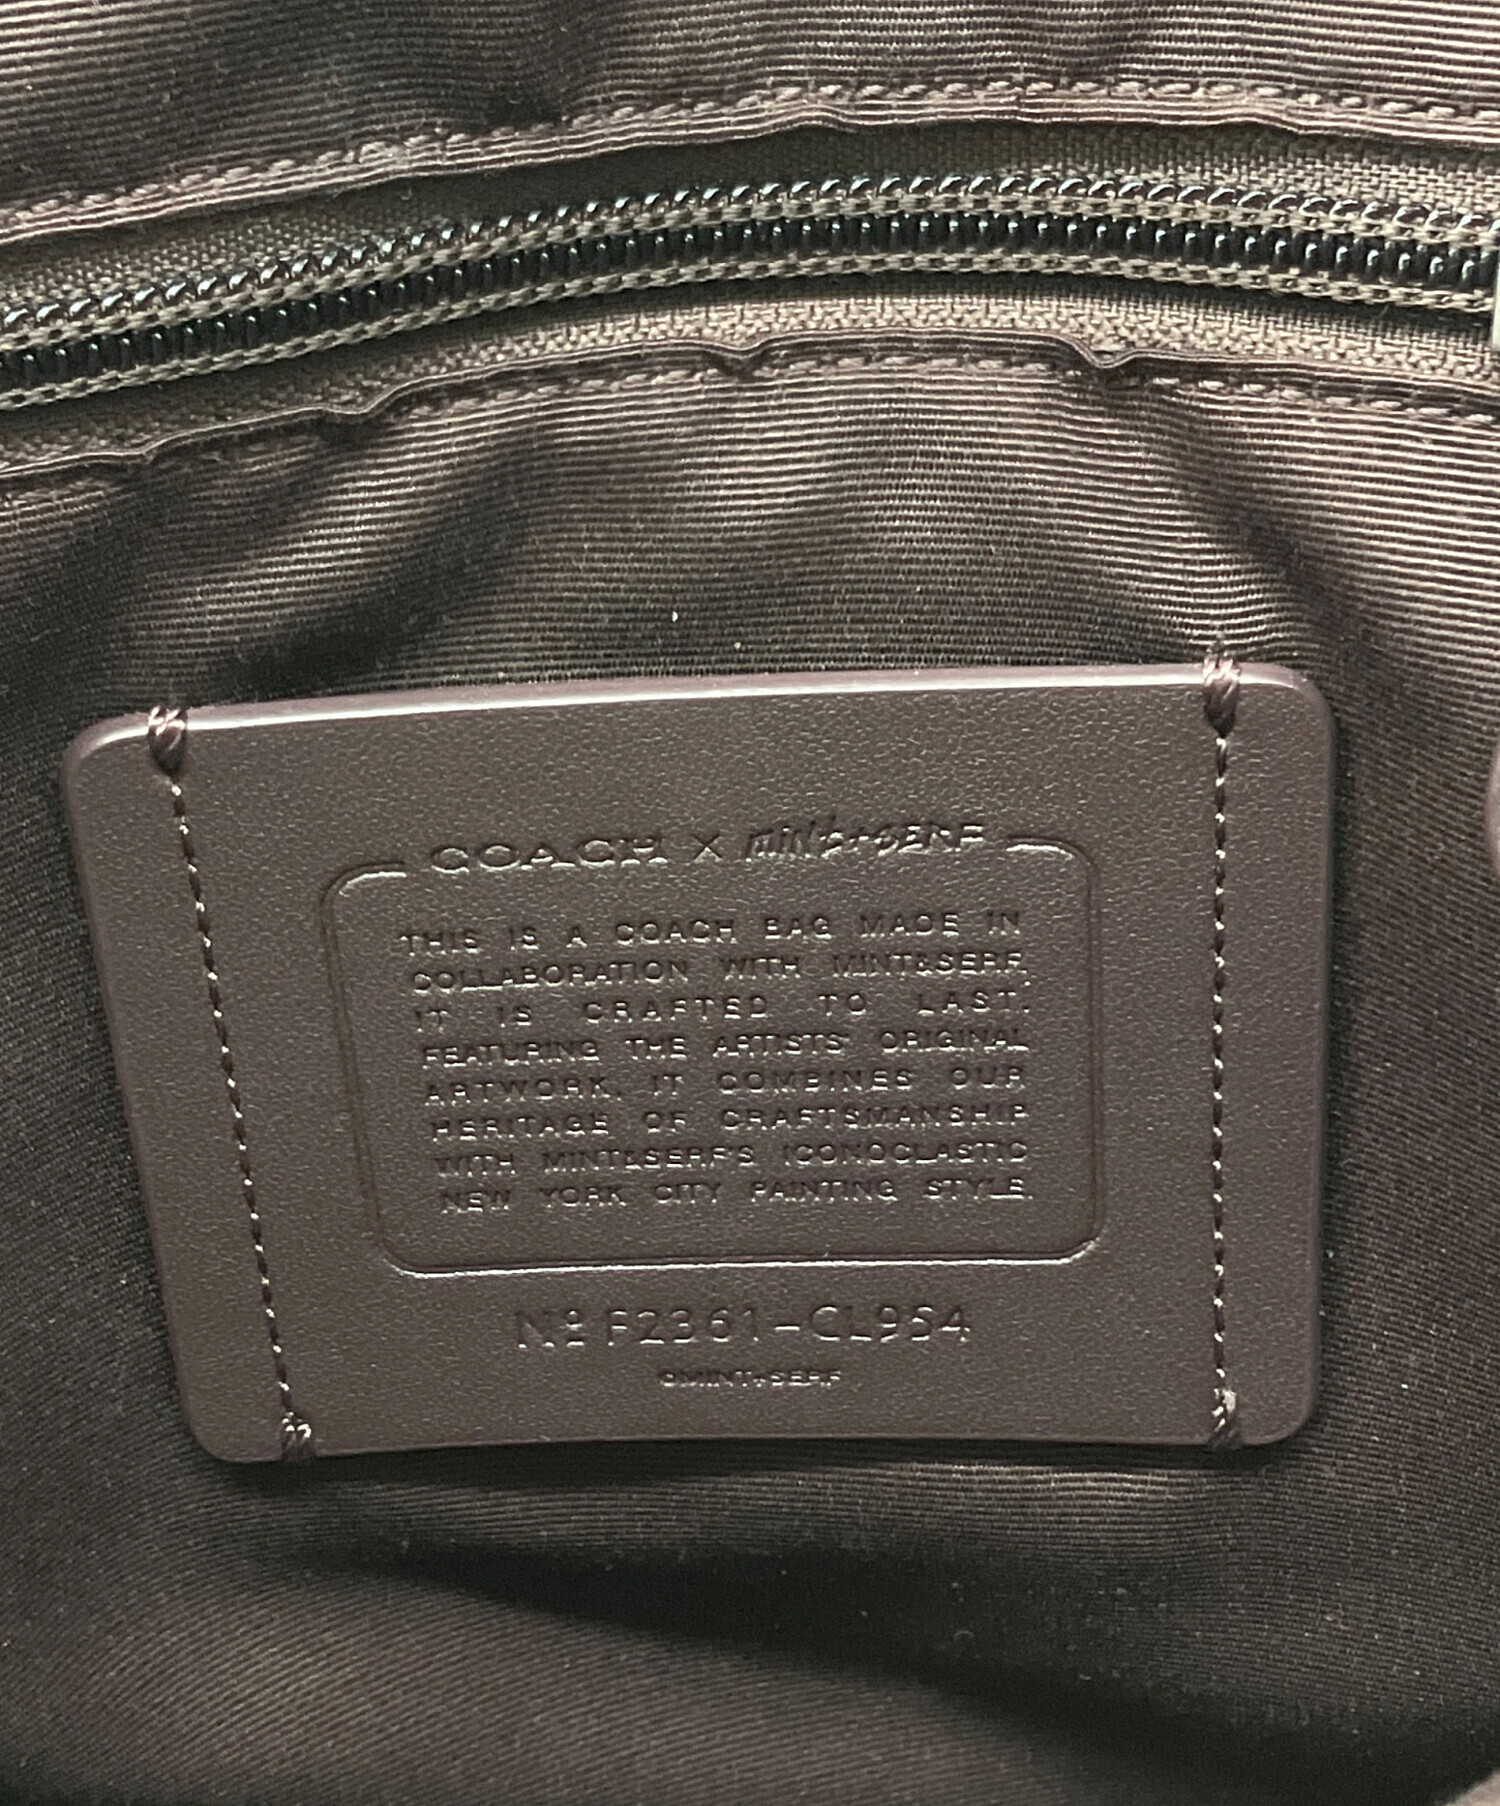 COACH × MINT+SERF
THIS IS A COACH BAG MADE IN
COLLABORATION WITH MINT&SERF.
IT IS CRAFTED TO LAST.
FEATURING THE ARTISTS' ORIGINAL
ARTWORK, IT COMBINES OUR
HERITAGE OF CRAFTSMANSHIP
WITH MINT&SERF'S ICONOCLASTIC
NEW YORK CITY PAINTING STYLE.
Nº F2361-CL954
©MINT+SERF